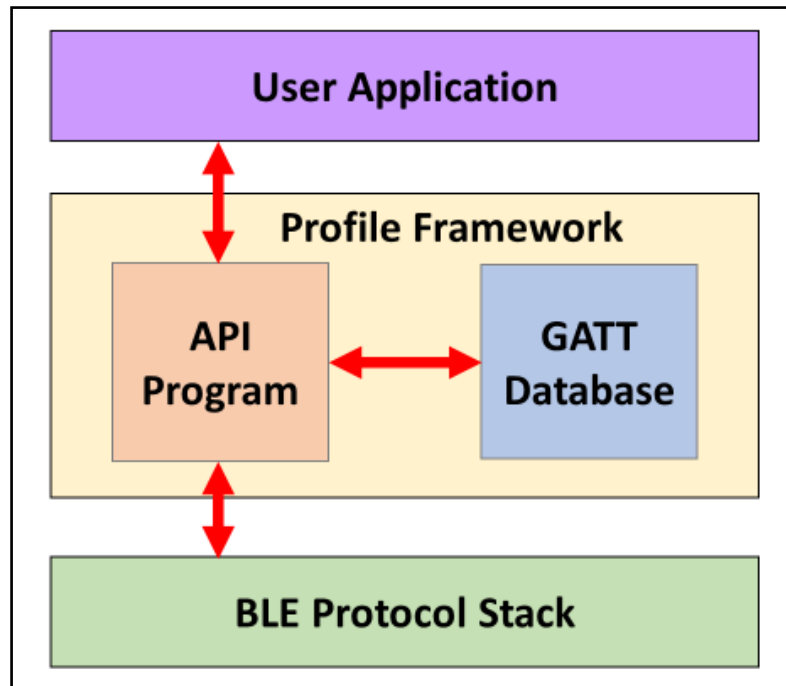 User Application
Profile Framework
API
Program
GATT
Database
BLE Protocol Stack